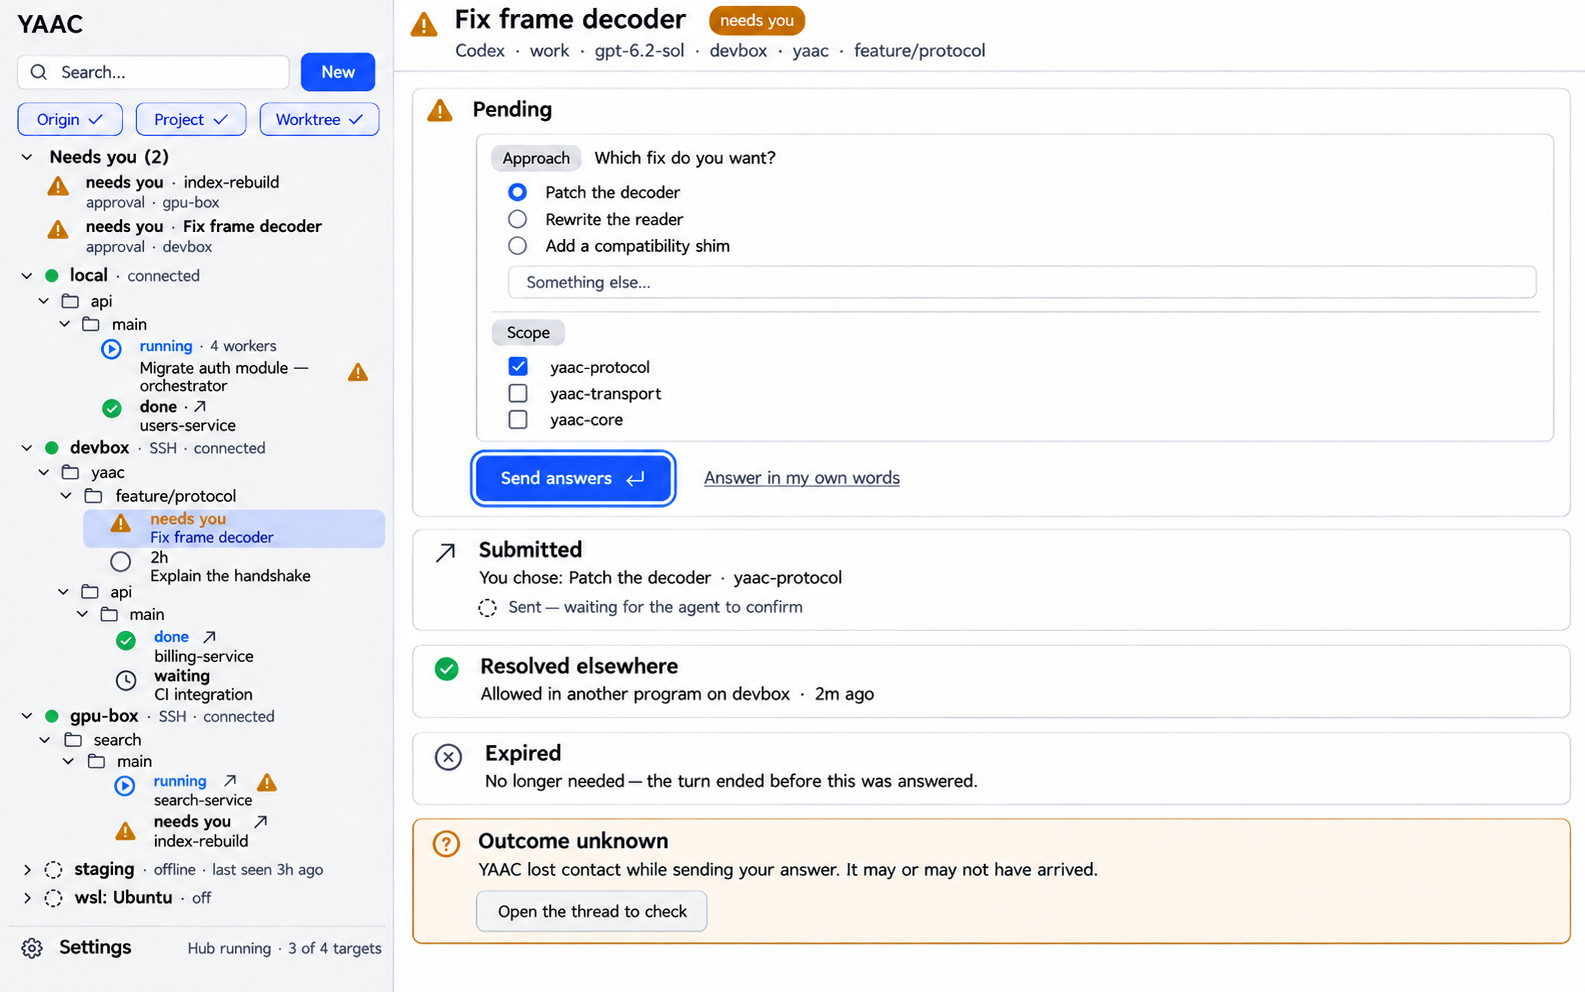 YAAC
Search...
New
Origin
Project
Worktree
Needs you (2)
needs you · index-rebuild
approval · gpu-box
needs you · Fix frame decoder
approval · devbox
local · connected
api
main
running · 4 workers
Migrate auth module —
orchestrator
done ·
users-service
devbox · SSH · connected
yaac
feature/protocol
needs you
Fix frame decoder
2h
Explain the handshake
api
main
done
billing-service
waiting
CI integration
gpu-box · SSH · connected
search
main
running
search-service
needs you
index-rebuild
staging · offline · last seen 3h ago
wsl: Ubuntu · off
Settings
Hub running · 3 of 4 targets
Fix frame decoder
needs you
Codex · work · gpt-6.2-sol · devbox · yaac · feature/protocol
Pending
Approach Which fix do you want?
Patch the decoder
Rewrite the reader
Add a compatibility shim
Something else...
Scope
yaac-protocol
yaac-transport
yaac-core
Send answers
Answer in my own words
Submitted
You chose: Patch the decoder · yaac-protocol
Sent — waiting for the agent to confirm
Resolved elsewhere
Allowed in another program on devbox · 2m ago
Expired
No longer needed — the turn ended before this was answered.
Outcome unknown
YAAC lost contact while sending your answer. It may or may not have arrived.
Open the thread to check